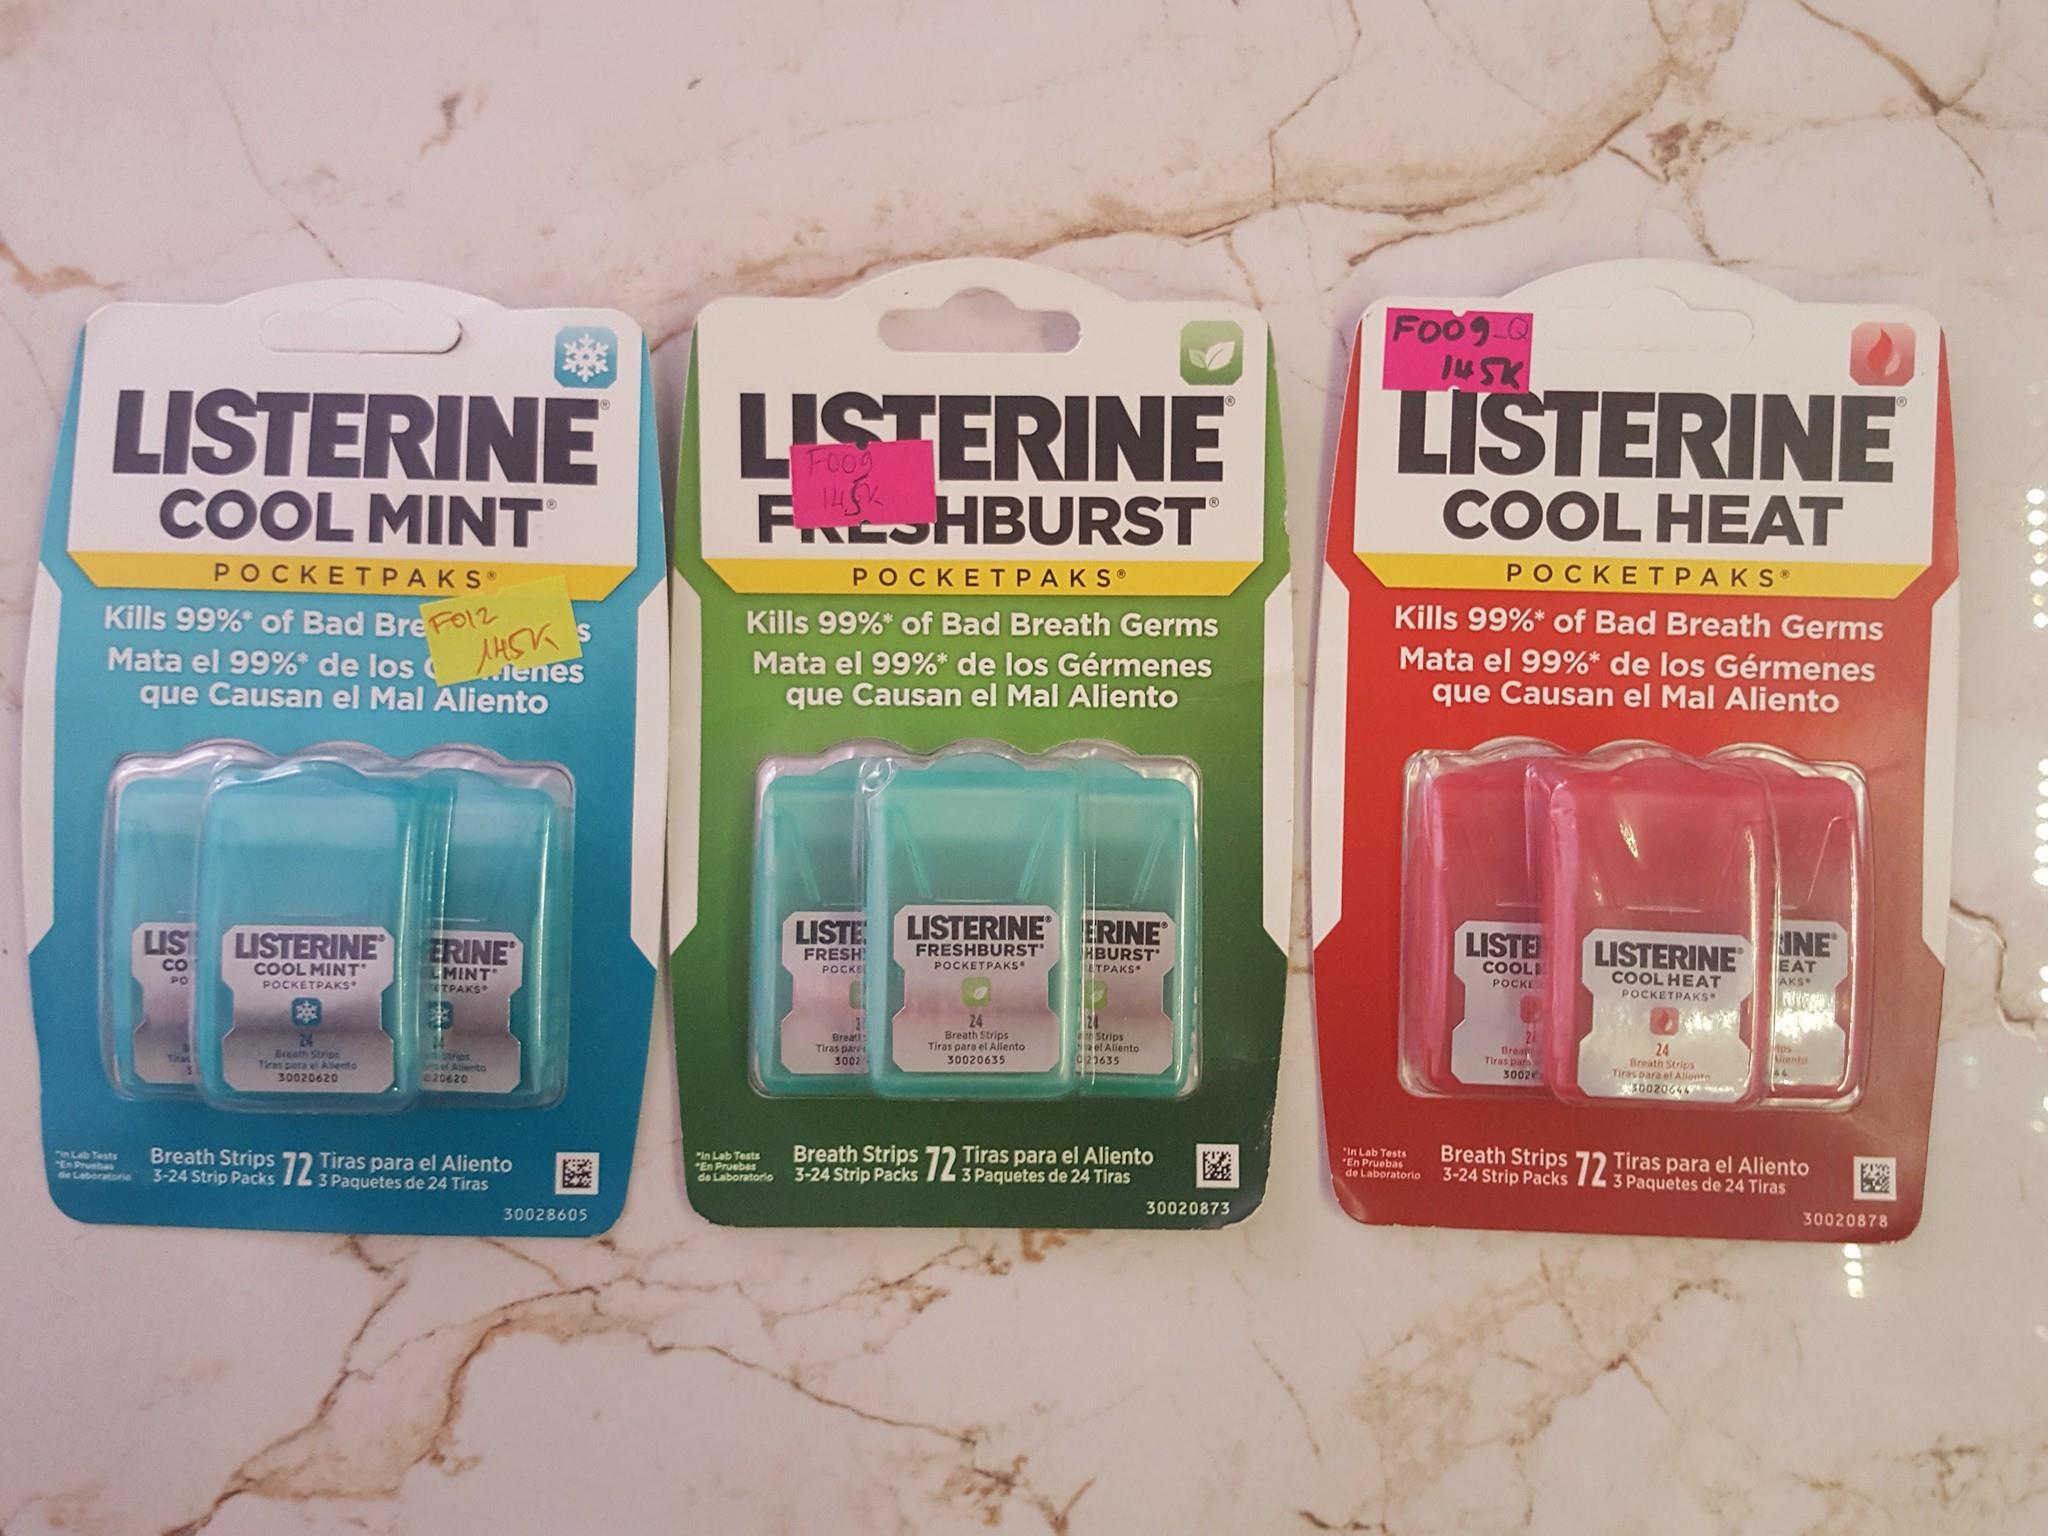 LISTERINE®
COOL MINT®
POCKETPAKS®
F012
145K
Kills 99%* of Bad
Mata el 99%* de los
que Causan el Mal Aliento
LISTERINE®
COOL MINT®
POCKETPAKS®
24
Breath Strips
Tiras para el Aliento
30020620
*In Lab Tests
*En Pruebas
de Laboratorio
Breath Strips 72 Tiras para el Aliento
3-24 Strip Packs 3 Paquetes de 24 Tiras
30028605
LISTERINE®
F009
145K
FRESHBURST®
POCKETPAKS®
Kills 99%* of Bad Breath Germs
Mata el 99%* de los Gérmenes
que Causan el Mal Aliento
LISTERINE®
FRESHBURST®
POCKETPAKS®
24
Breath Strips
Tiras para el Aliento
30020635
*In Lab Tests
*En Pruebas
de Laboratorio
Breath Strips 72 Tiras para el Aliento
3-24 Strip Packs 3 Paquetes de 24 Tiras
30020873
F009-Q
145K
LISTERINE®
COOL HEAT
POCKETPAKS®
Kills 99%* of Bad Breath Germs
Mata el 99%* de los Gérmenes
que Causan el Mal Aliento
LISTERINE®
COOL HEAT
POCKETPAKS®
24
Breath Strips
Tiras para el Aliento
30020644
*In Lab Tests
*En Pruebas
de Laboratorio
Breath Strips 72 Tiras para el Aliento
3-24 Strip Packs 3 Paquetes de 24 Tiras
30020878